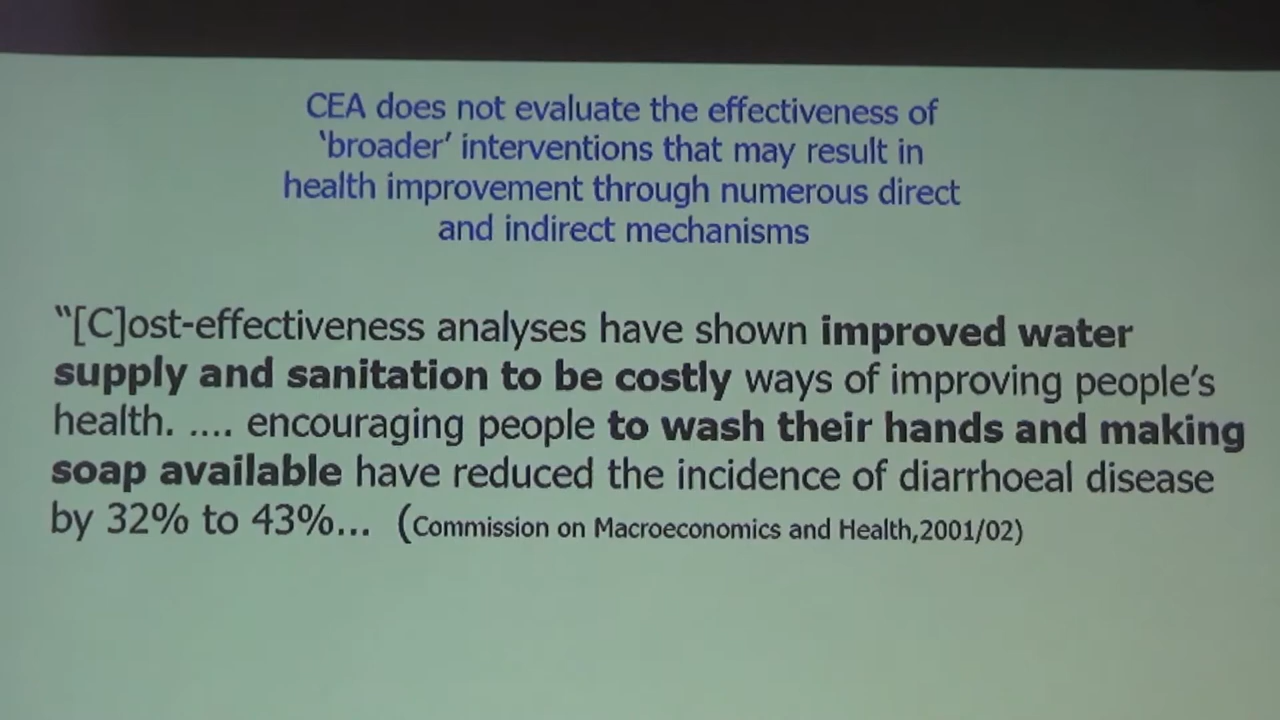 CEA does not evaluate the effectiveness of
‘broader’ interventions that may result in
health improvement through numerous direct
and indirect mechanisms
“[C]ost-effectiveness analyses have shown improved water
supply and sanitation to be costly ways of improving people’s
health. .... encouraging people to wash their hands and making
soap available have reduced the incidence of diarrhoeal disease
by 32% to 43%... (Commission on Macroeconomics and Health,2001/02)